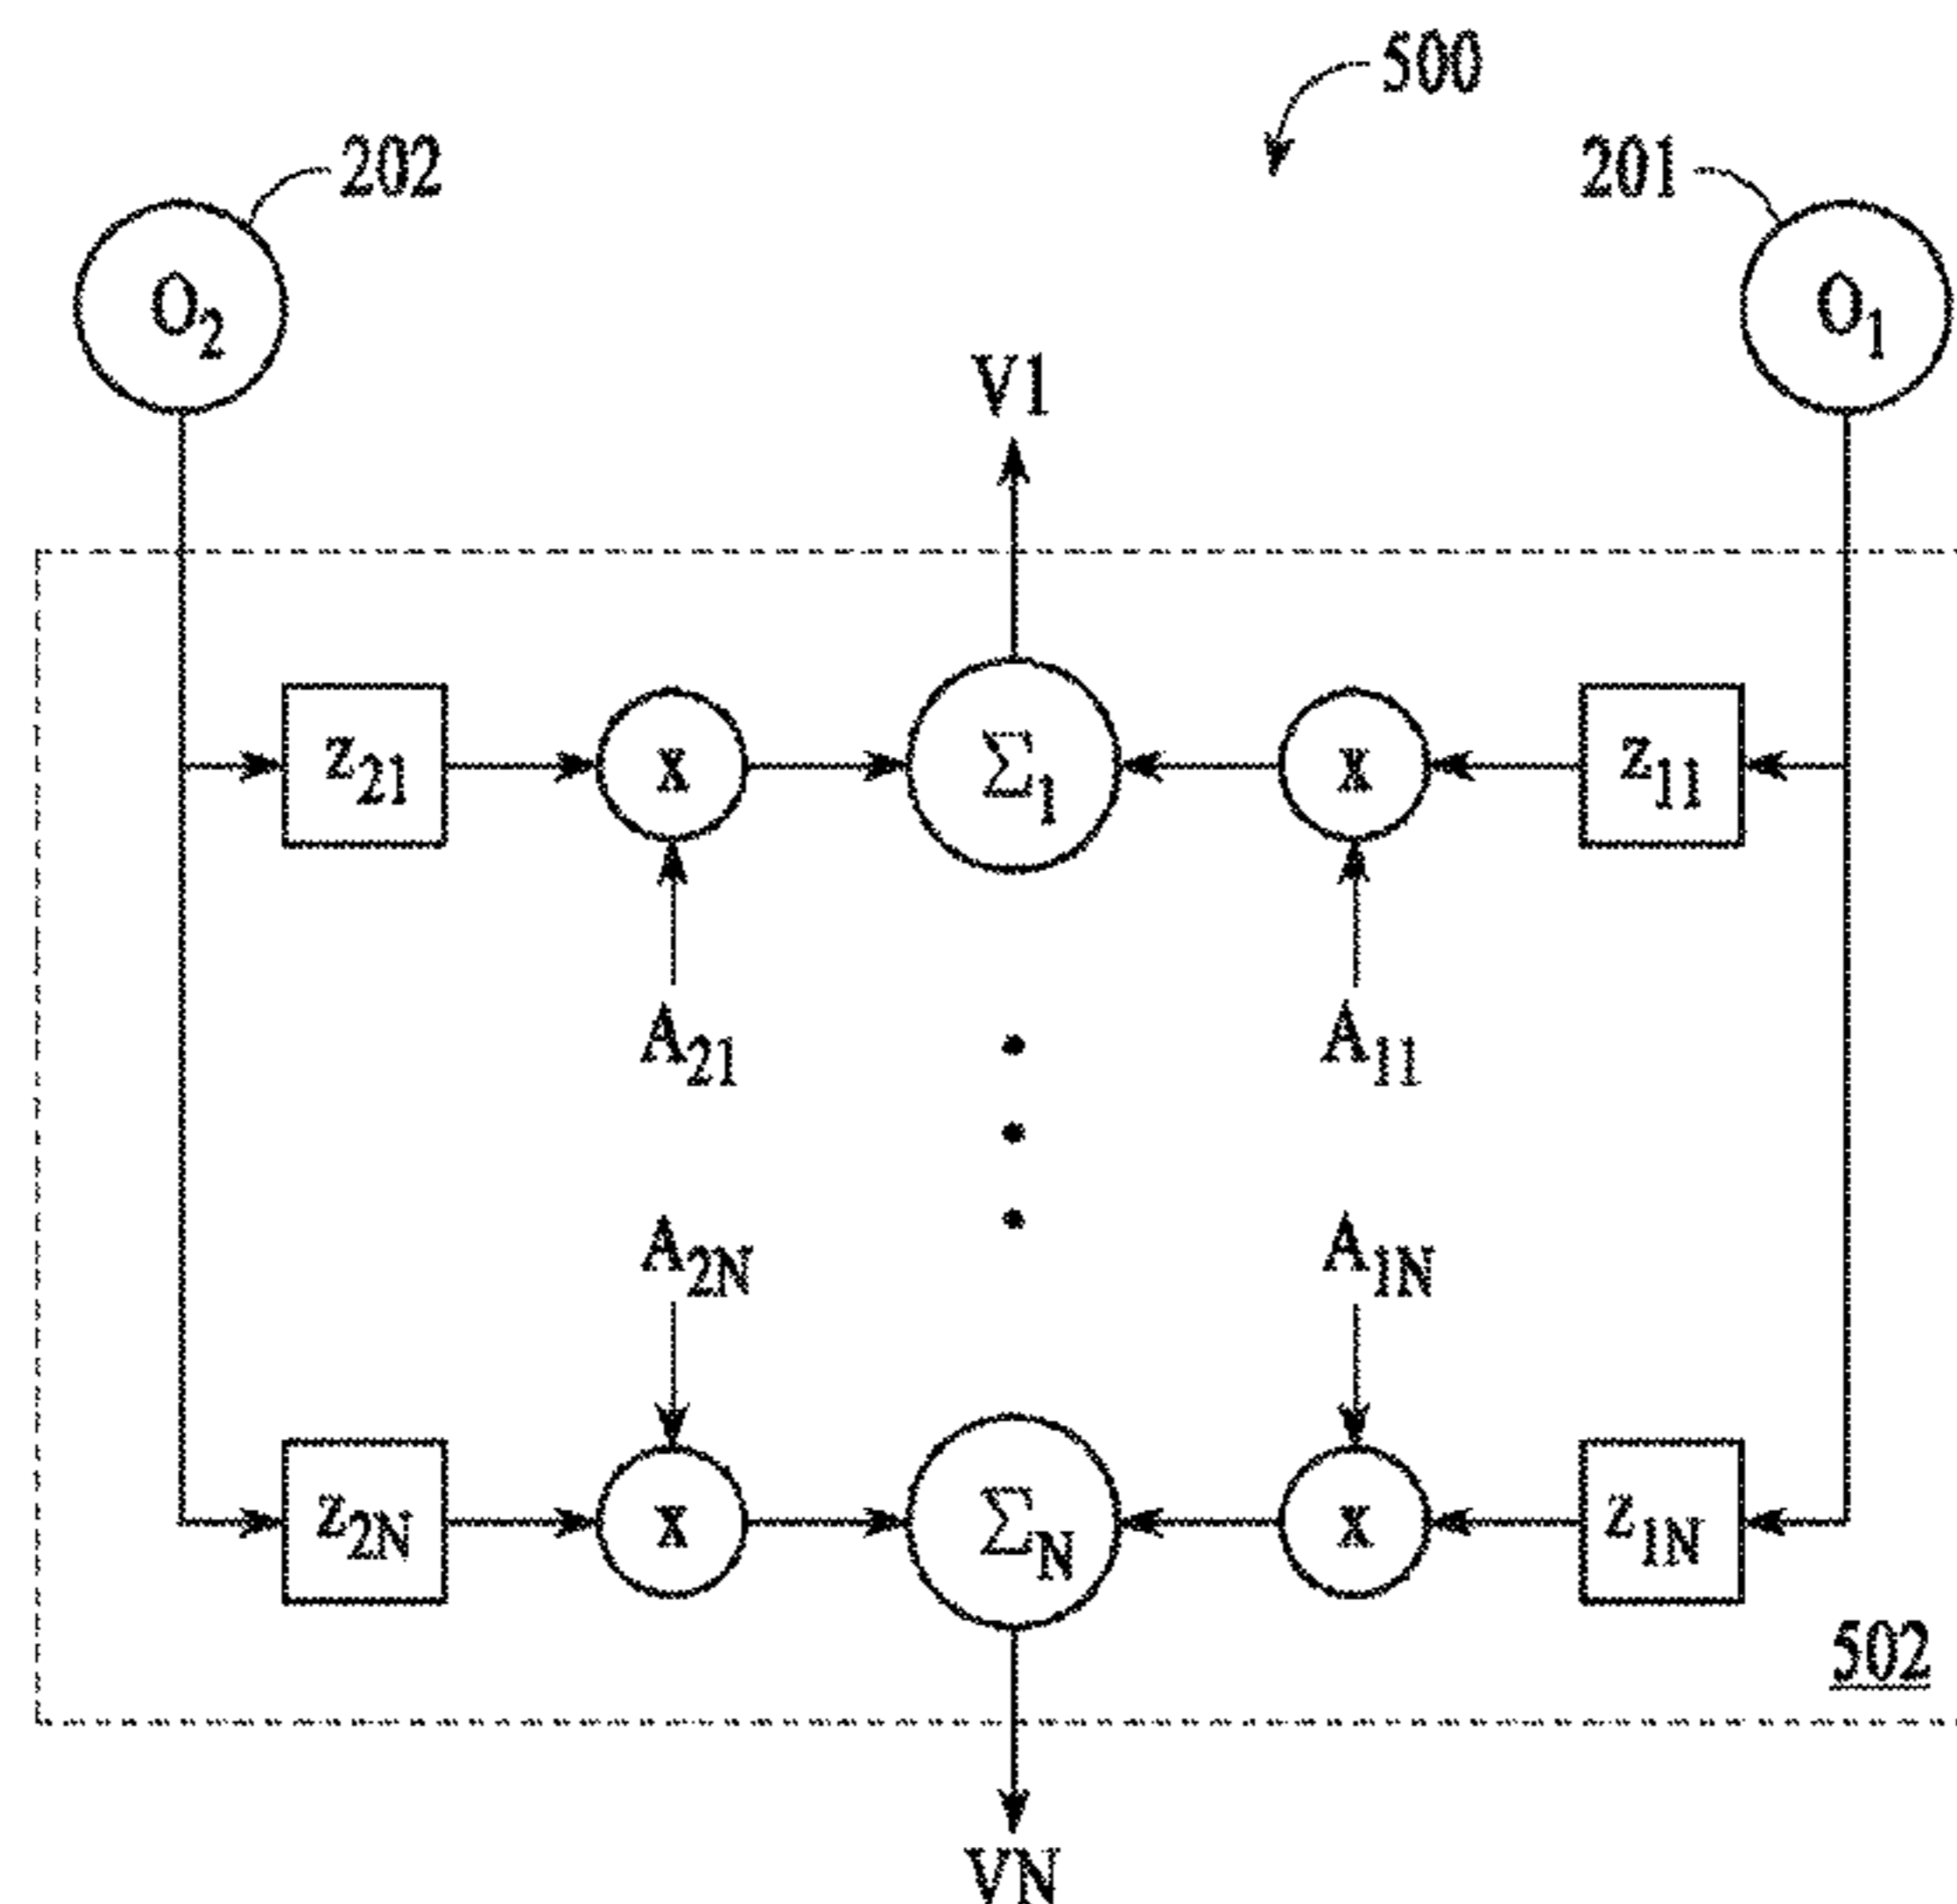 500
202
201
O2
O1
V1
z21
x
Σ1
x
z11
A21
A11
A2N
A1N
z2N
x
ΣN
x
z1N
502
VN